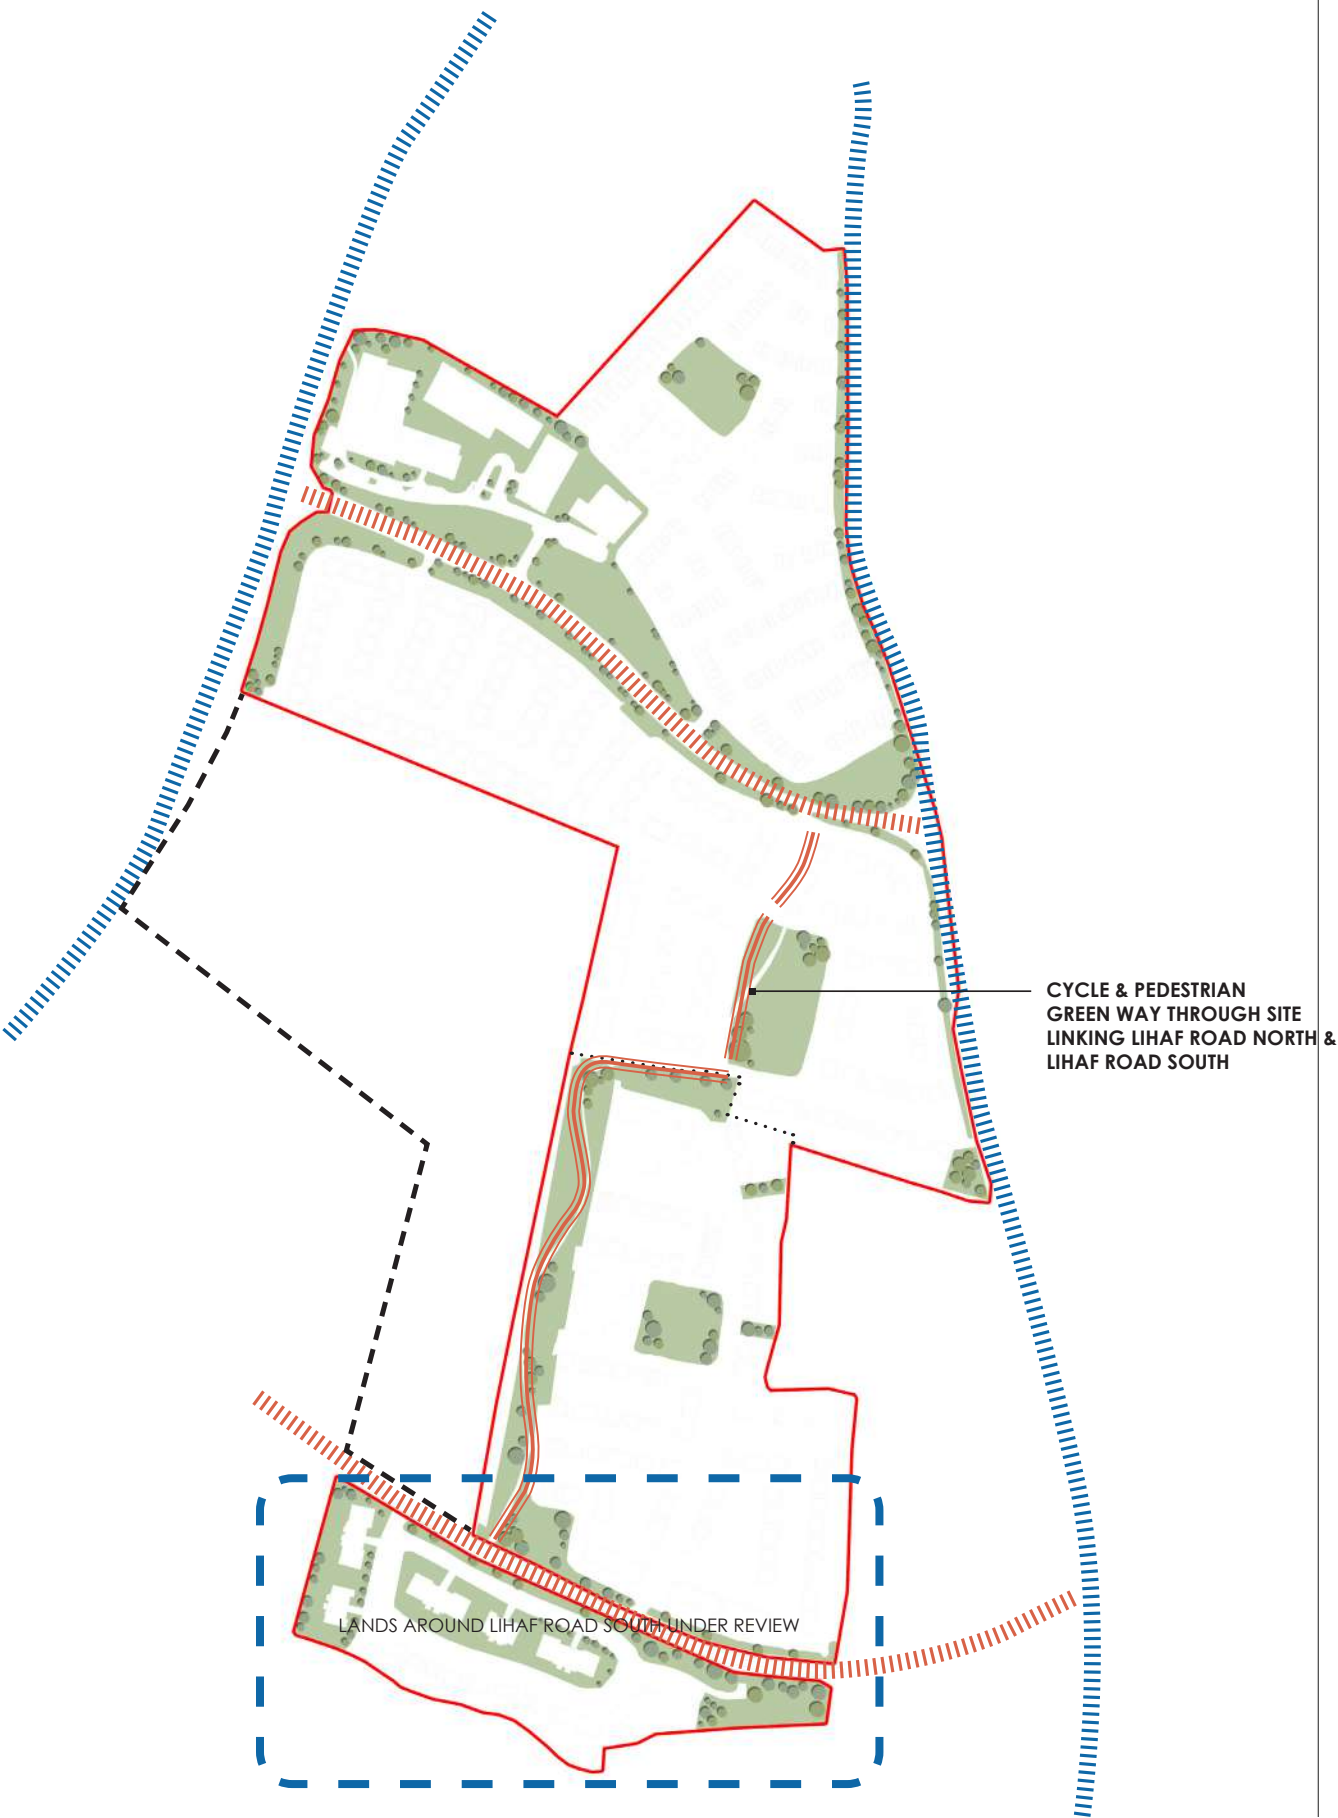 CYCLE & PEDESTRIAN
GREEN WAY THROUGH SITE
LINKING LIHAF ROAD NORTH &
LIHAF ROAD SOUTH
LANDS AROUND LIHAF ROAD SOUTH UNDER REVIEW